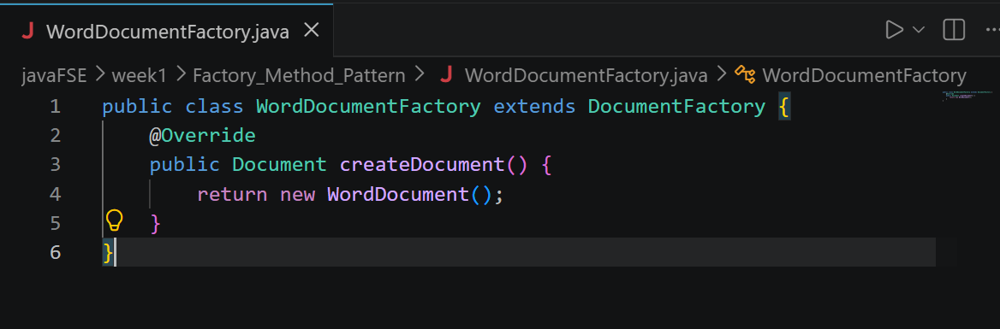 WordDocumentFactory.java
javaFSE > week1 > Factory_Method_Pattern > WordDocumentFactory.java > WordDocumentFactory
1 public class WordDocumentFactory extends DocumentFactory {
2     @Override
3     public Document createDocument() {
4         return new WordDocument();
5     }
6 }